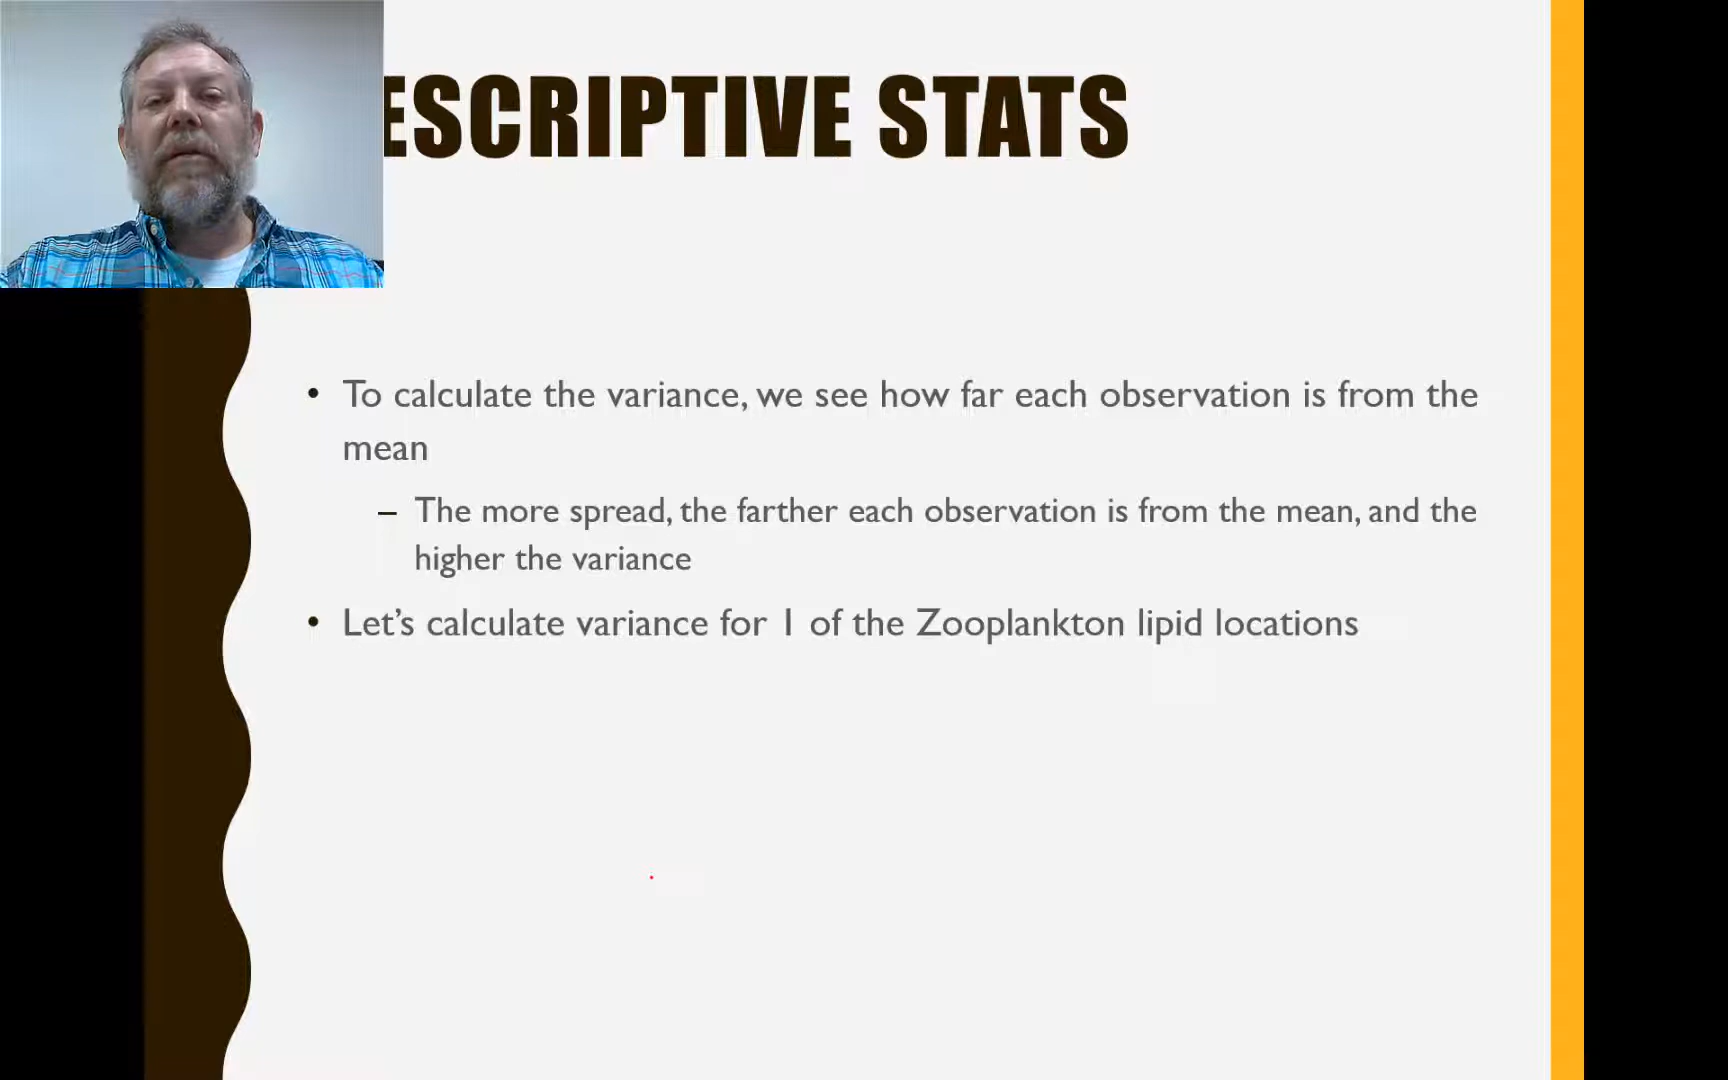 ESCRIPTIVE STATS
• To calculate the variance, we see how far each observation is from the
mean
– The more spread, the farther each observation is from the mean, and the
higher the variance
• Let’s calculate variance for 1 of the Zooplankton lipid locations